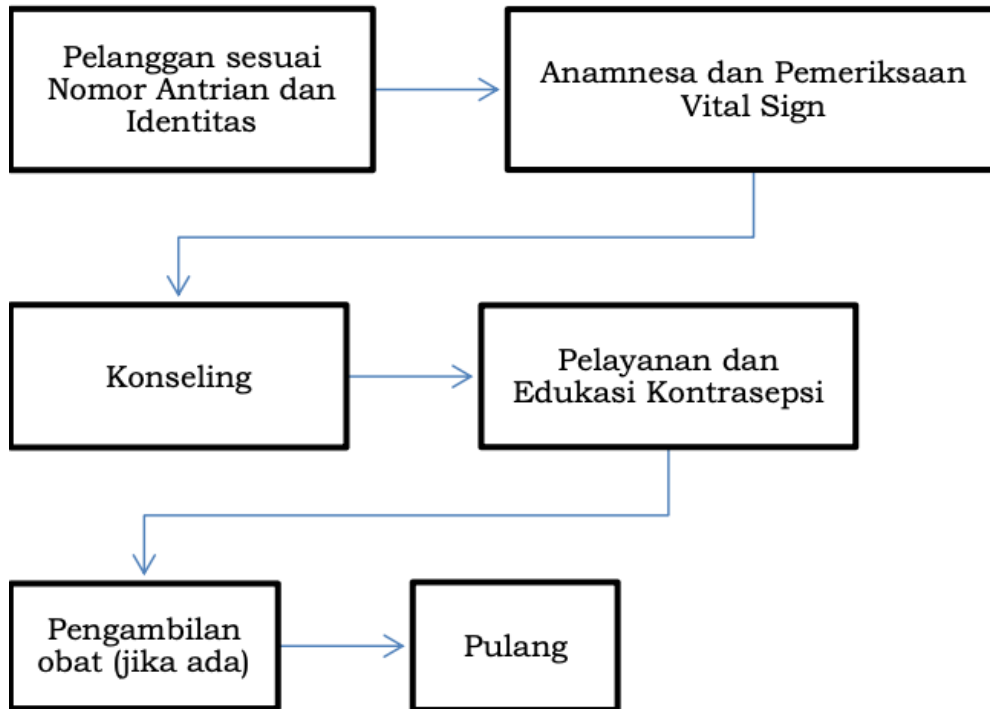 Pelanggan sesuai
Nomor Antrian dan
Identitas
Anamnesa dan Pemeriksaan
Vital Sign
Konseling
Pelayanan dan
Edukasi Kontrasepsi
Pengambilan
obat (jika ada)
Pulang